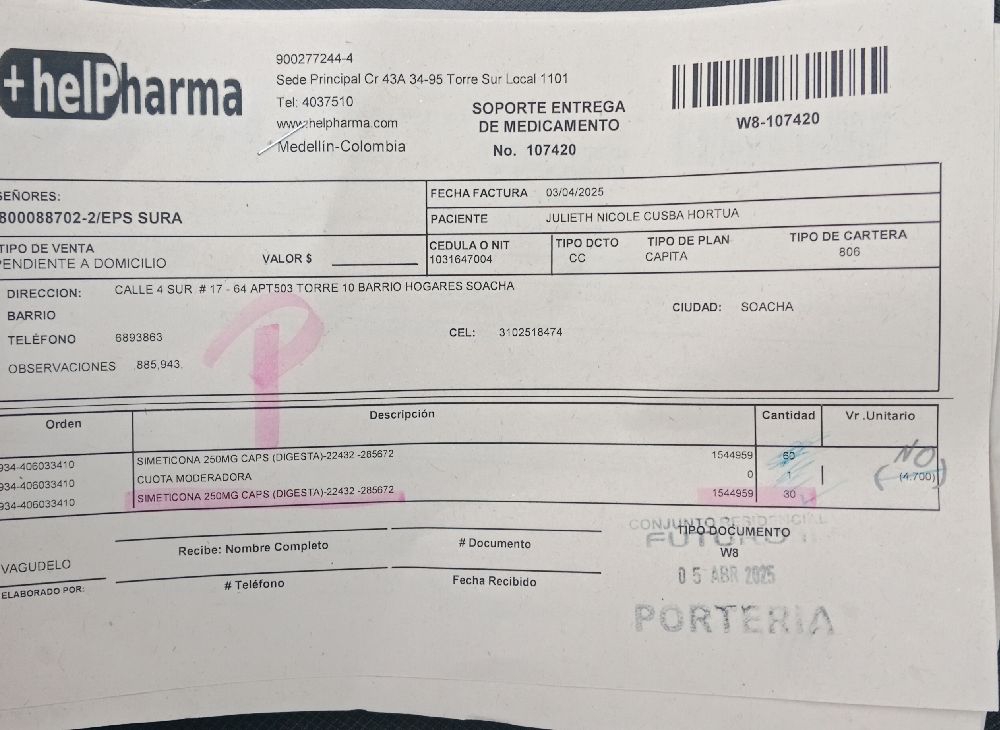 +helPharma
900277244-4
Sede Principal Cr 43A 34-95 Torre Sur Local 1101
Tel: 4037510
www.helpharma.com
Medellín-Colombia
SOPORTE ENTREGA
DE MEDICAMENTO
No. 107420
W8-107420
SEÑORES:
800088702-2/EPS SURA
FECHA FACTURA 03/04/2025
PACIENTE JULIETH NICOLE CUSBA HORTUA
TIPO DE VENTA
PENDIENTE A DOMICILIO
VALOR $
CEDULA O NIT
1031647004
TIPO DCTO
CC
TIPO DE PLAN
CAPITA
TIPO DE CARTERA
806
DIRECCION: CALLE 4 SUR # 17 - 64 APT503 TORRE 10 BARRIO HOGARES SOACHA
BARRIO
CIUDAD: SOACHA
TELÉFONO 6893863
CEL: 3102518474
OBSERVACIONES .885,943.
P
Orden Descripción Cantidad Vr .Unitario
934-406033410 SIMETICONA 250MG CAPS (DIGESTA)-22432 -285672 1544959 60
NO
934-406033410 CUOTA MODERADORA 0 1 (4.700)
934-406033410 SIMETICONA 250MG CAPS (DIGESTA)-22432 -285672 1544959 30
CONJUNTO RESIDENCIAL
FUTURO
TIPO DOCUMENTO
W8
05 ABR 2025
PORTERIA
Recibe: Nombre Completo
# Documento
VAGUDELO
ELABORADO POR:
# Teléfono
Fecha Recibido